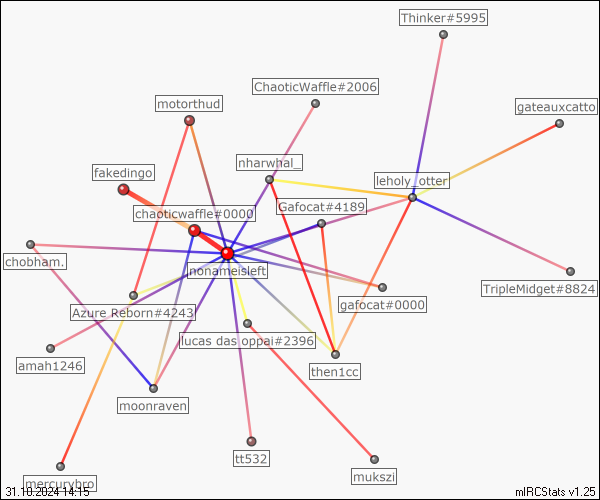 Thinker#5995
ChaoticWaffle#2006
motorthud
gateauxcatto
nharwhal_
fakedingo
leholy_otter
Gafocat#4189
chaoticwaffle#0000
chobham.
nonameisleft
TripleMidget#8824
gafocat#0000
Azure Reborn#4243
lucas das oppai#2396
amah1246
then1cc
moonraven
tt532
mukszi
mercurybro
31.10.2024 14:15
mIRCStats v1.25